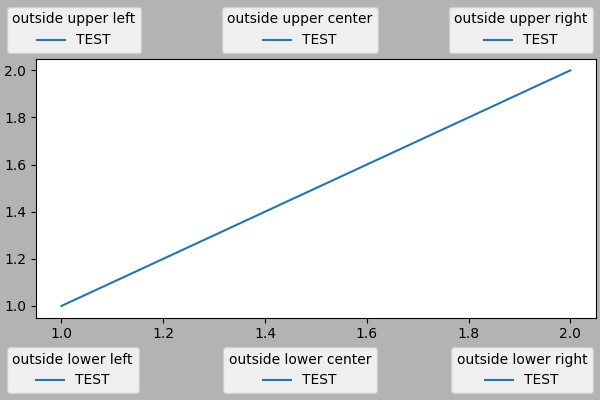 outside upper left
TEST
outside upper center
TEST
outside upper right
TEST
2.0
1.8
1.6
1.4
1.2
1.0
1.0 1.2 1.4 1.6 1.8 2.0
outside lower left
TEST
outside lower center
TEST
outside lower right
TEST